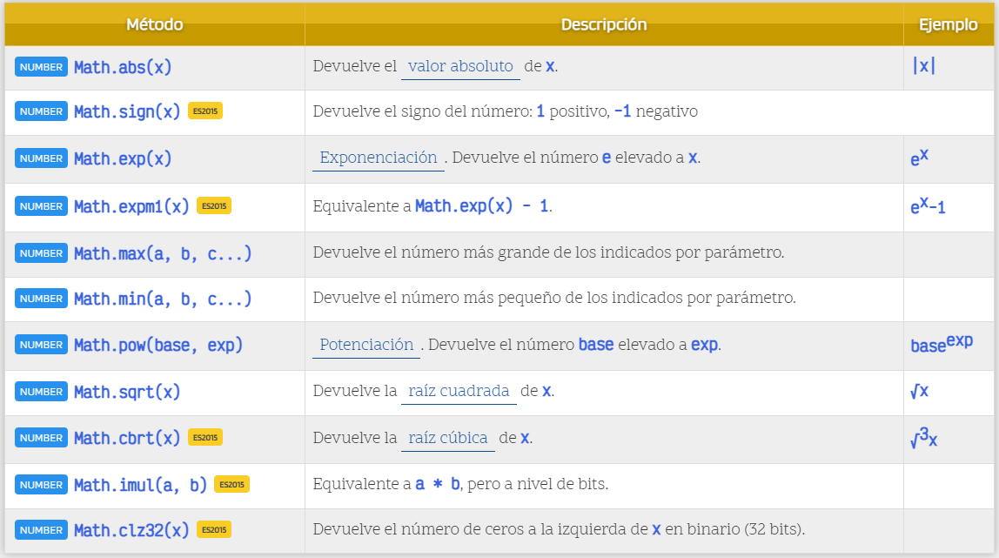 Método Descripción Ejemplo
NUMBER Math.abs(x) Devuelve el valor absoluto de x. |x|
NUMBER Math.sign(x) ES2015 Devuelve el signo del número: 1 positivo, -1 negativo
NUMBER Math.exp(x) Exponenciación . Devuelve el número e elevado a x. eˣ
NUMBER Math.expm1(x) ES2015 Equivalente a Math.exp(x) - 1. eˣ-1
NUMBER Math.max(a, b, c...) Devuelve el número más grande de los indicados por parámetro.
NUMBER Math.min(a, b, c...) Devuelve el número más pequeño de los indicados por parámetro.
NUMBER Math.pow(base, exp) Potenciación . Devuelve el número base elevado a exp. baseᵉˣᵖ
NUMBER Math.sqrt(x) Devuelve la raíz cuadrada de x. √x
NUMBER Math.cbrt(x) ES2015 Devuelve la raíz cúbica de x. √³x
NUMBER Math.imul(a, b) ES2015 Equivalente a a * b, pero a nivel de bits.
NUMBER Math.clz32(x) ES2015 Devuelve el número de ceros a la izquierda de x en binario (32 bits).